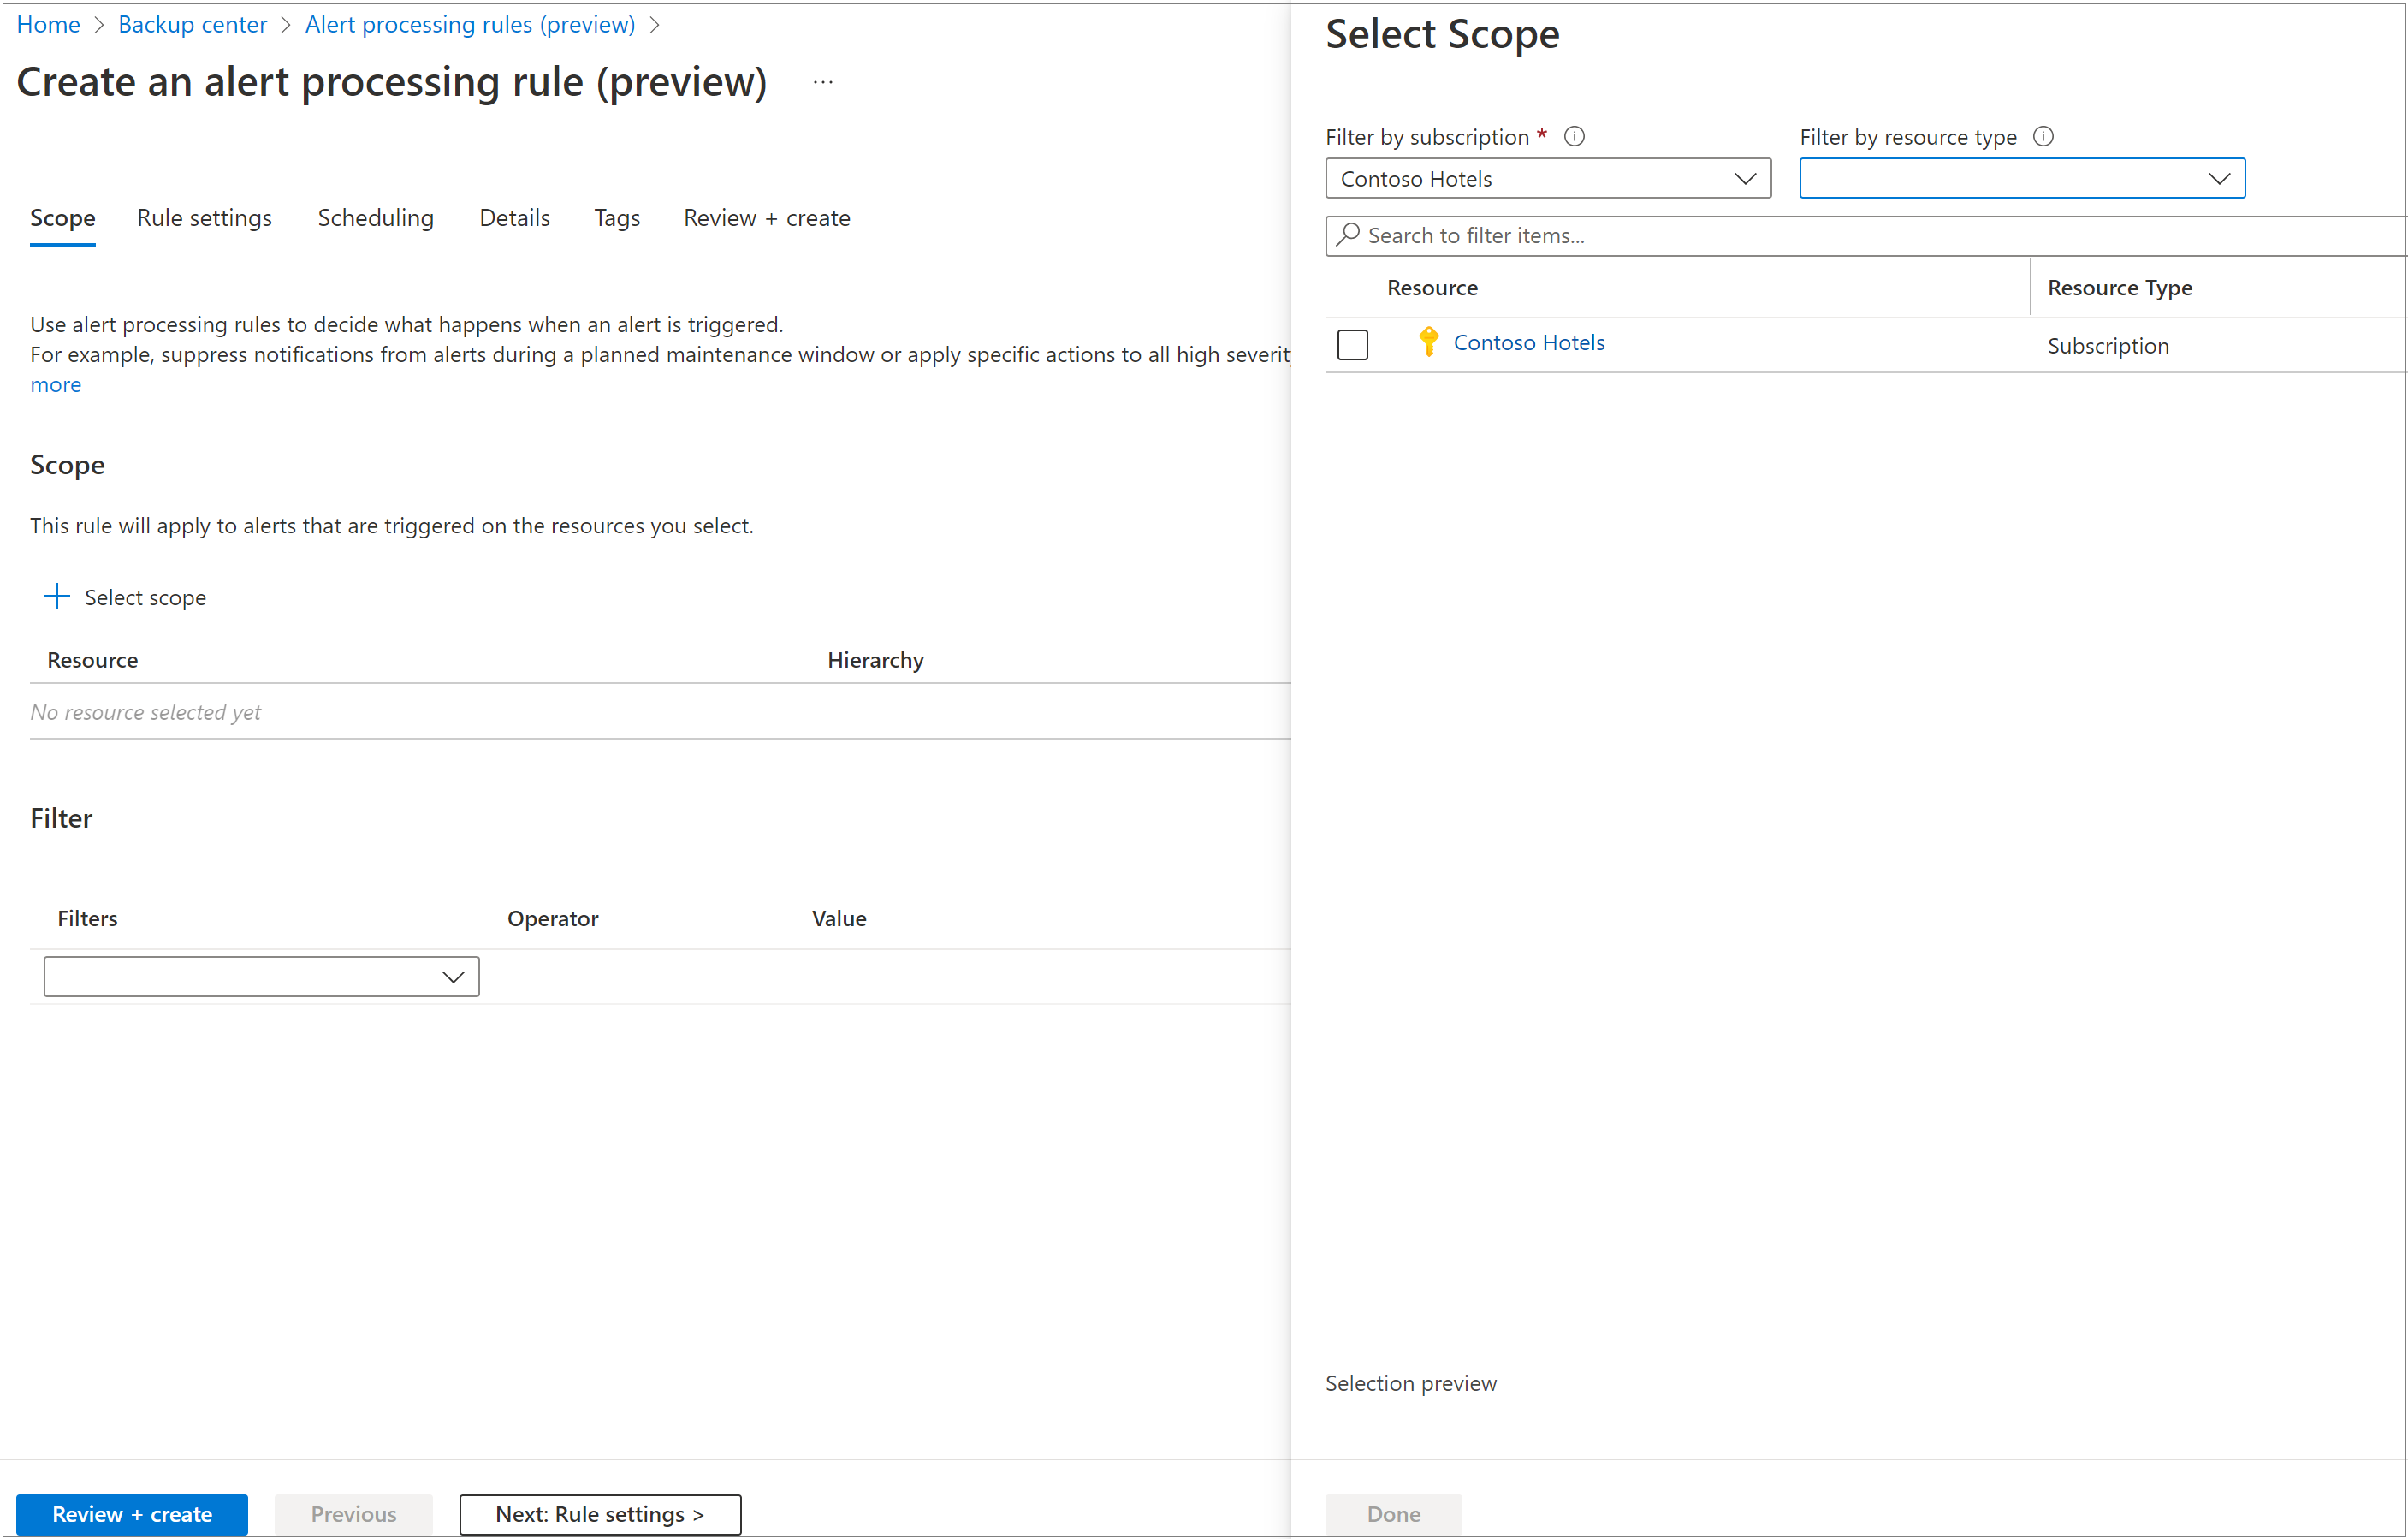 Home > Backup center > Alert processing rules (preview) >
Create an alert processing rule (preview) ...
Scope Rule settings Scheduling Details Tags Review + create
Use alert processing rules to decide what happens when an alert is triggered.
For example, suppress notifications from alerts during a planned maintenance window or apply specific actions to all high severit
more
Scope
This rule will apply to alerts that are triggered on the resources you select.
Select scope
Resource Hierarchy
No resource selected yet
Filter
Filters Operator Value
Review + create Previous Next: Rule settings >
Select Scope
Filter by subscription * Filter by resource type
Contoso Hotels
Search to filter items...
Resource Resource Type
Contoso Hotels Subscription
Selection preview
Done